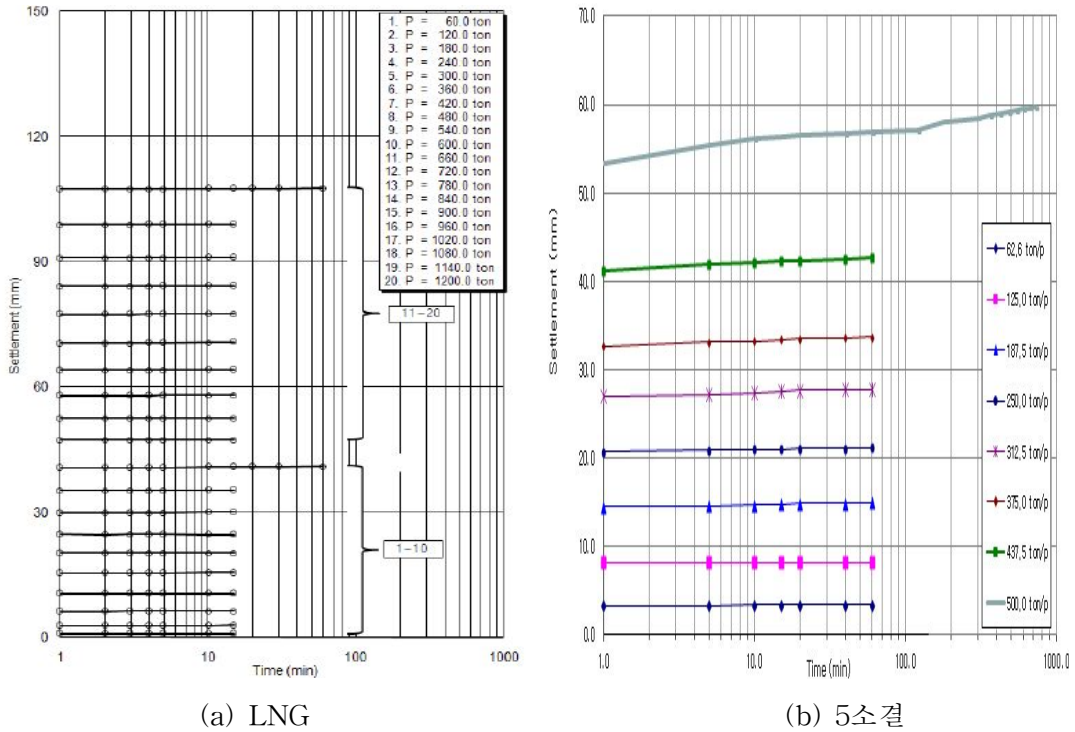 150
120
90
60
30
0
Settlement (mm)
1
10
100
1000
Time (min)
1. P = 60.0 ton
2. P = 120.0 ton
3. P = 180.0 ton
4. P = 240.0 ton
5. P = 300.0 ton
6. P = 360.0 ton
7. P = 420.0 ton
8. P = 480.0 ton
9. P = 540.0 ton
10. P = 600.0 ton
11. P = 660.0 ton
12. P = 720.0 ton
13. P = 780.0 ton
14. P = 840.0 ton
15. P = 900.0 ton
16. P = 960.0 ton
17. P = 1020.0 ton
18. P = 1080.0 ton
19. P = 1140.0 ton
20. P = 1200.0 ton
11-20
1-10
(a) LNG
70.0
60.0
50.0
40.0
30.0
20.0
10.0
0.0
Settlement (mm)
1.0
10.0
100.0
1000.0
Time (min)
62,6 ton/p
125,0 ton/p
187,5 ton/p
250,0 ton/p
312,5 ton/p
375,0 ton/p
437,5 ton/p
500,0 ton/p
(b) 5소결